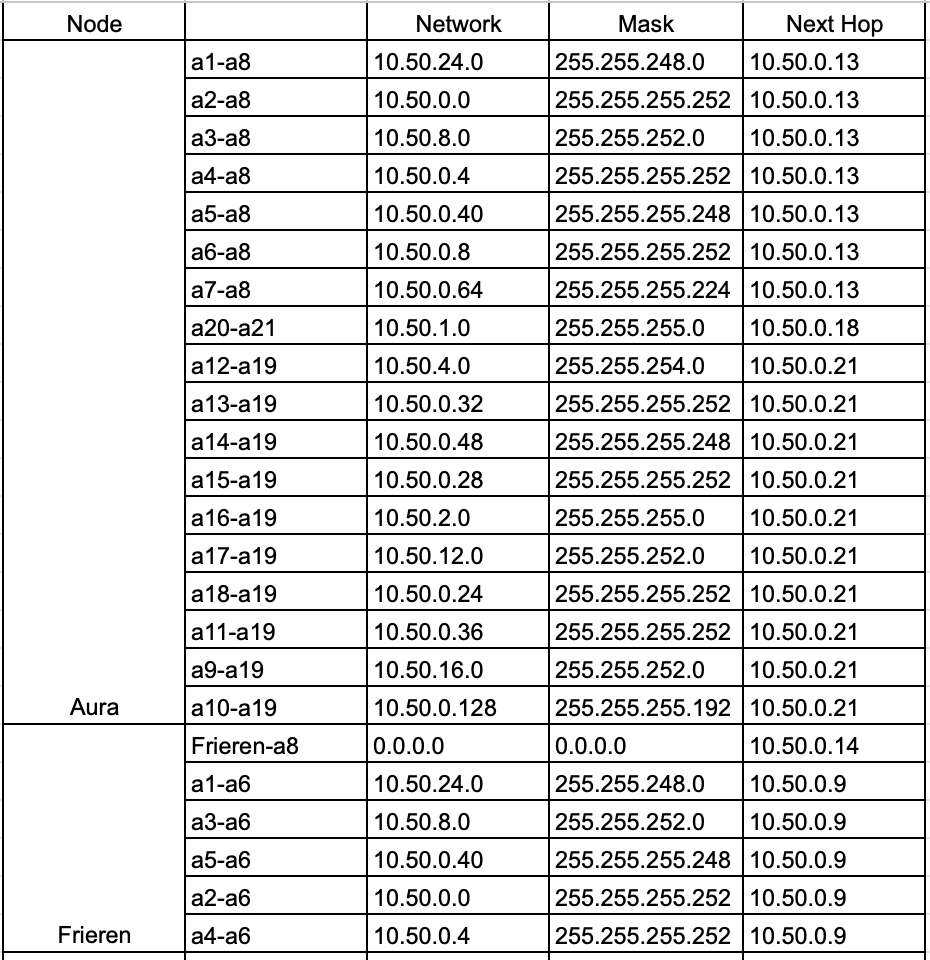 Node Network Mask Next Hop
a1-a8 10.50.24.0 255.255.248.0 10.50.0.13
a2-a8 10.50.0.0 255.255.255.252 10.50.0.13
a3-a8 10.50.8.0 255.255.252.0 10.50.0.13
a4-a8 10.50.0.4 255.255.255.252 10.50.0.13
a5-a8 10.50.0.40 255.255.255.248 10.50.0.13
a6-a8 10.50.0.8 255.255.255.252 10.50.0.13
a7-a8 10.50.0.64 255.255.255.224 10.50.0.13
a20-a21 10.50.1.0 255.255.255.0 10.50.0.18
a12-a19 10.50.4.0 255.255.254.0 10.50.0.21
a13-a19 10.50.0.32 255.255.255.252 10.50.0.21
a14-a19 10.50.0.48 255.255.255.248 10.50.0.21
a15-a19 10.50.0.28 255.255.255.252 10.50.0.21
a16-a19 10.50.2.0 255.255.255.0 10.50.0.21
a17-a19 10.50.12.0 255.255.252.0 10.50.0.21
a18-a19 10.50.0.24 255.255.255.252 10.50.0.21
a11-a19 10.50.0.36 255.255.255.252 10.50.0.21
a9-a19 10.50.16.0 255.255.252.0 10.50.0.21
Aura a10-a19 10.50.0.128 255.255.255.192 10.50.0.21
Frieren-a8 0.0.0.0 0.0.0.0 10.50.0.14
a1-a6 10.50.24.0 255.255.248.0 10.50.0.9
a3-a6 10.50.8.0 255.255.252.0 10.50.0.9
a5-a6 10.50.0.40 255.255.255.248 10.50.0.9
a2-a6 10.50.0.0 255.255.255.252 10.50.0.9
Frieren a4-a6 10.50.0.4 255.255.255.252 10.50.0.9